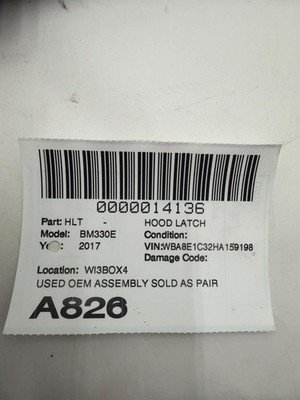 0000014136
Part: HLT - HOOD LATCH
Model: BM330E Condition:
Year: 2017 VIN:WBA8E1C32HA159198
Damage Code:
Location: WI3BOX4
USED OEM ASSEMBLY SOLD AS PAIR
A826